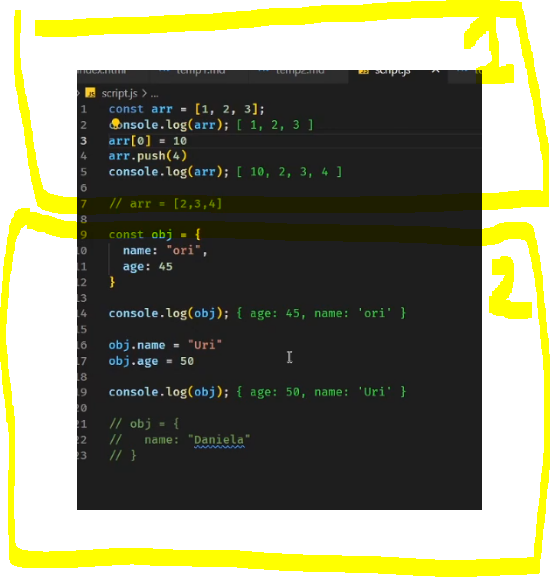 1
index.html temp1.md temp2.md script.js
JS script.js > ...
1 const arr = [1, 2, 3];
2 console.log(arr); [ 1, 2, 3 ]
3 arr[0] = 10
4 arr.push(4)
5 console.log(arr); [ 10, 2, 3, 4 ]
6
7 // arr = [2,3,4]
8
9 const obj = {
10 name: "ori",
11 age: 45
12 }
13
14 console.log(obj); { age: 45, name: 'ori' }
15
16 obj.name = "Uri"
17 obj.age = 50
18
19 console.log(obj); { age: 50, name: 'Uri' }
20
21 // obj = {
22 //   name: "Daniela"
23 // }
2